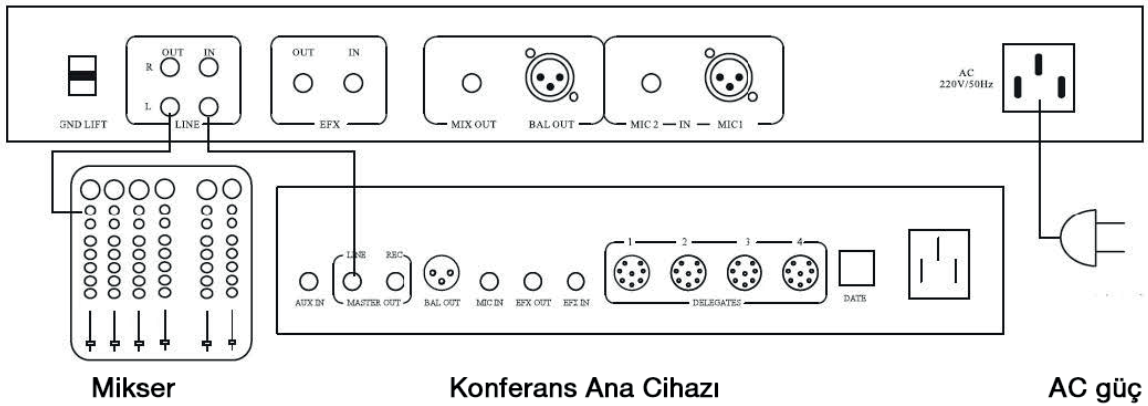 OUT IN
R
L
GND LIFT
LINE
OUT IN
EFX
MIX OUT
BAL OUT
MIC 2 — IN — MIC1
AC
220V/50Hz
LINE REC
1 2 3 4
AUX IN
MASTER OUT
BAL OUT
MIC IN
EFX OUT
EFX IN
DELEGATES
DATE
Mikser
Konferans Ana Cihazı
AC güç